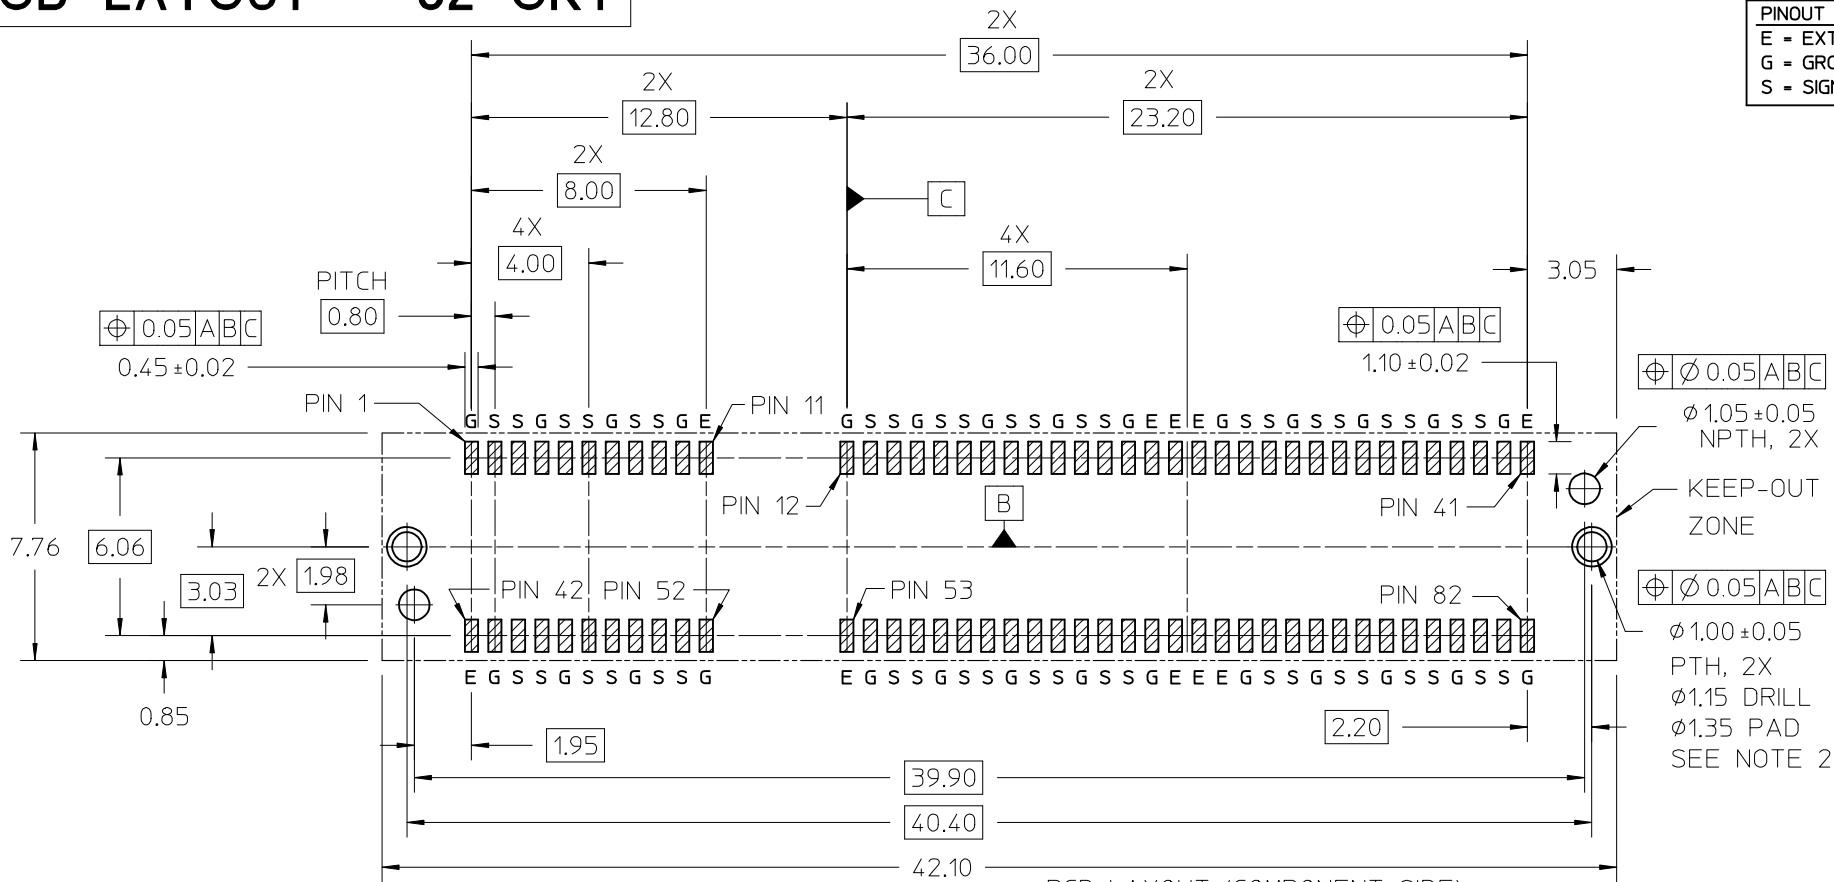 LAYOUT
PINOUT
E =
G =
S =
2X
36.00
2X
12.80
2X
23.20
2X
8.00
C
4X
4.00
4X
11.60
3.05
PITCH
0.80
⌖ 0.05 A B C
0.45±0.02
⌖ 0.05 A B C
1.10±0.02
⌖ Ø 0.05 A B C
Ø1.05±0.05
NPTH, 2X
PIN 1
G S S G S S G S S G E
PIN 11
G S S G S S G S S G S S G E E E G S S G S S G S S G S S G E
PIN 12
B
PIN 41
KEEP-OUT
ZONE
7.76
6.06
3.03
2X 1.98
PIN 42
PIN 52
PIN 53
PIN 82
⌖ Ø 0.05 A B C
Ø1.00±0.05
PTH, 2X
Ø1.15 DRILL
Ø1.35 PAD
SEE NOTE 2
E G S S G S S G S S G
E G S S G S S G S S G S S G E E E G S S G S S G S S G S S G
0.85
1.95
2.20
39.90
40.40
42.10